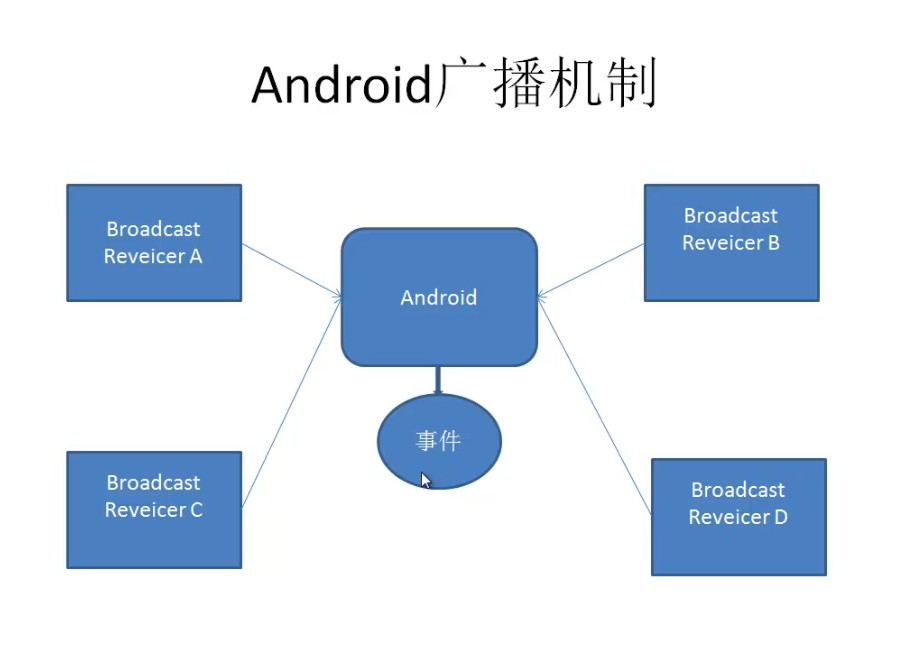 Android广播机制
Broadcast
Reveicer A
Broadcast
Reveicer B
Android
事件
Broadcast
Reveicer C
Broadcast
Reveicer D